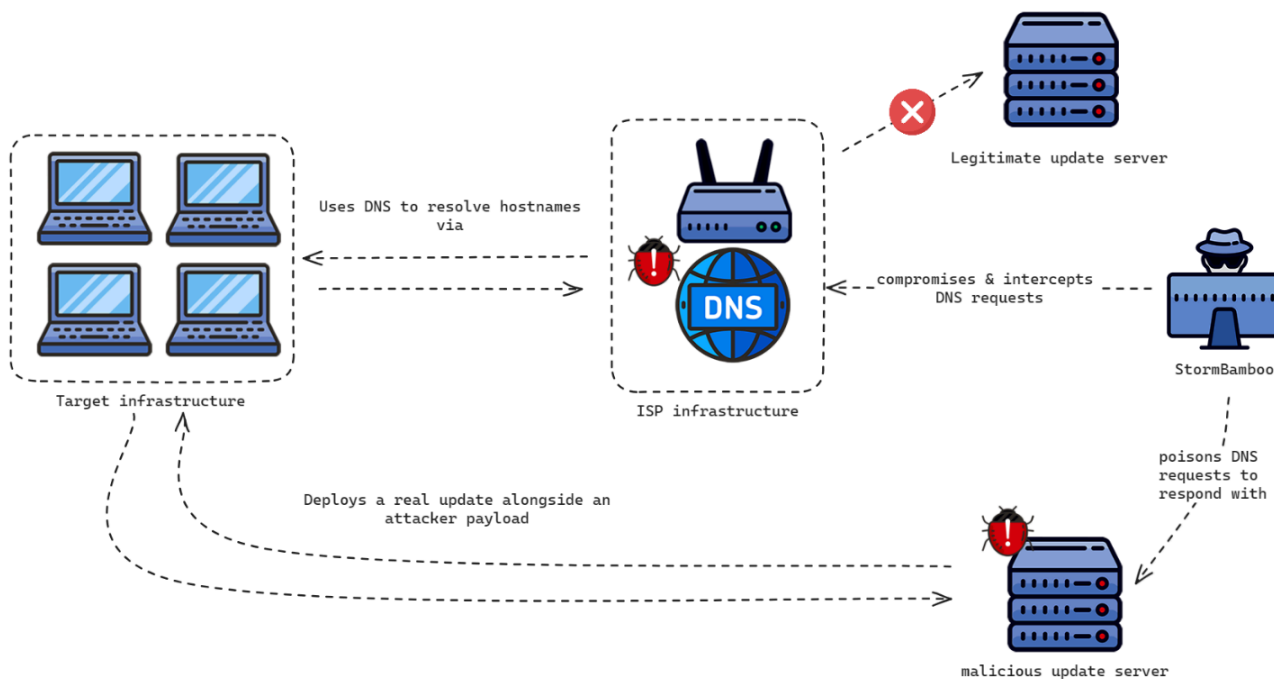 Legitimate update server
Uses DNS to resolve hostnames
via
DNS
compromises & intercepts
DNS requests
StormBamboo
Target infrastructure
ISP infrastructure
poisons DNS
requests to
respond with
Deploys a real update alongside an
attacker payload
malicious update server